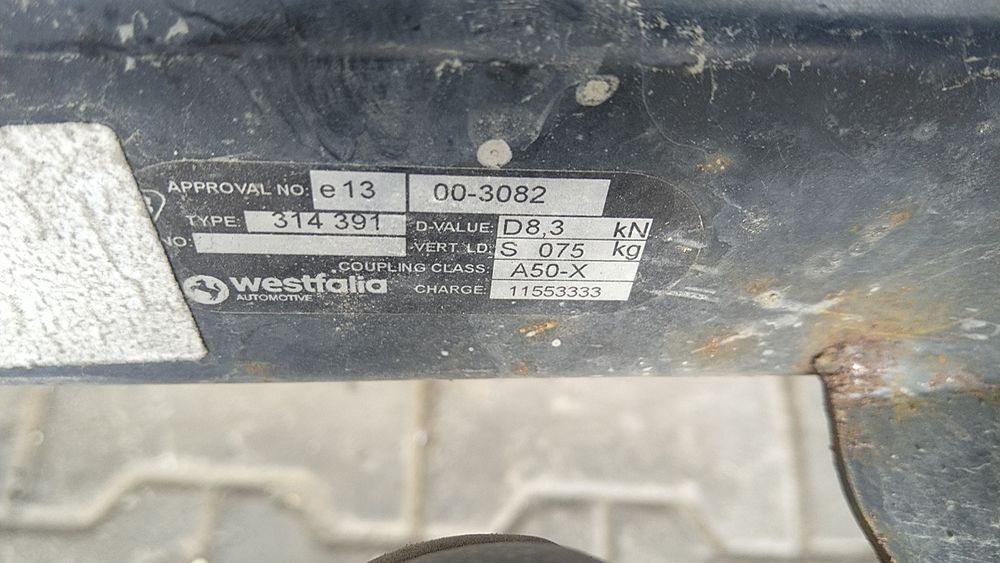 APPROVAL NO: e13 00-3082
TYPE: 314 391 D-VALUE: D8,3 kN
NO: VERT LD: S 075 kg
COUPLING CLASS: A50-X
westfalia CHARGE: 11553333
AUTOMOTIVE